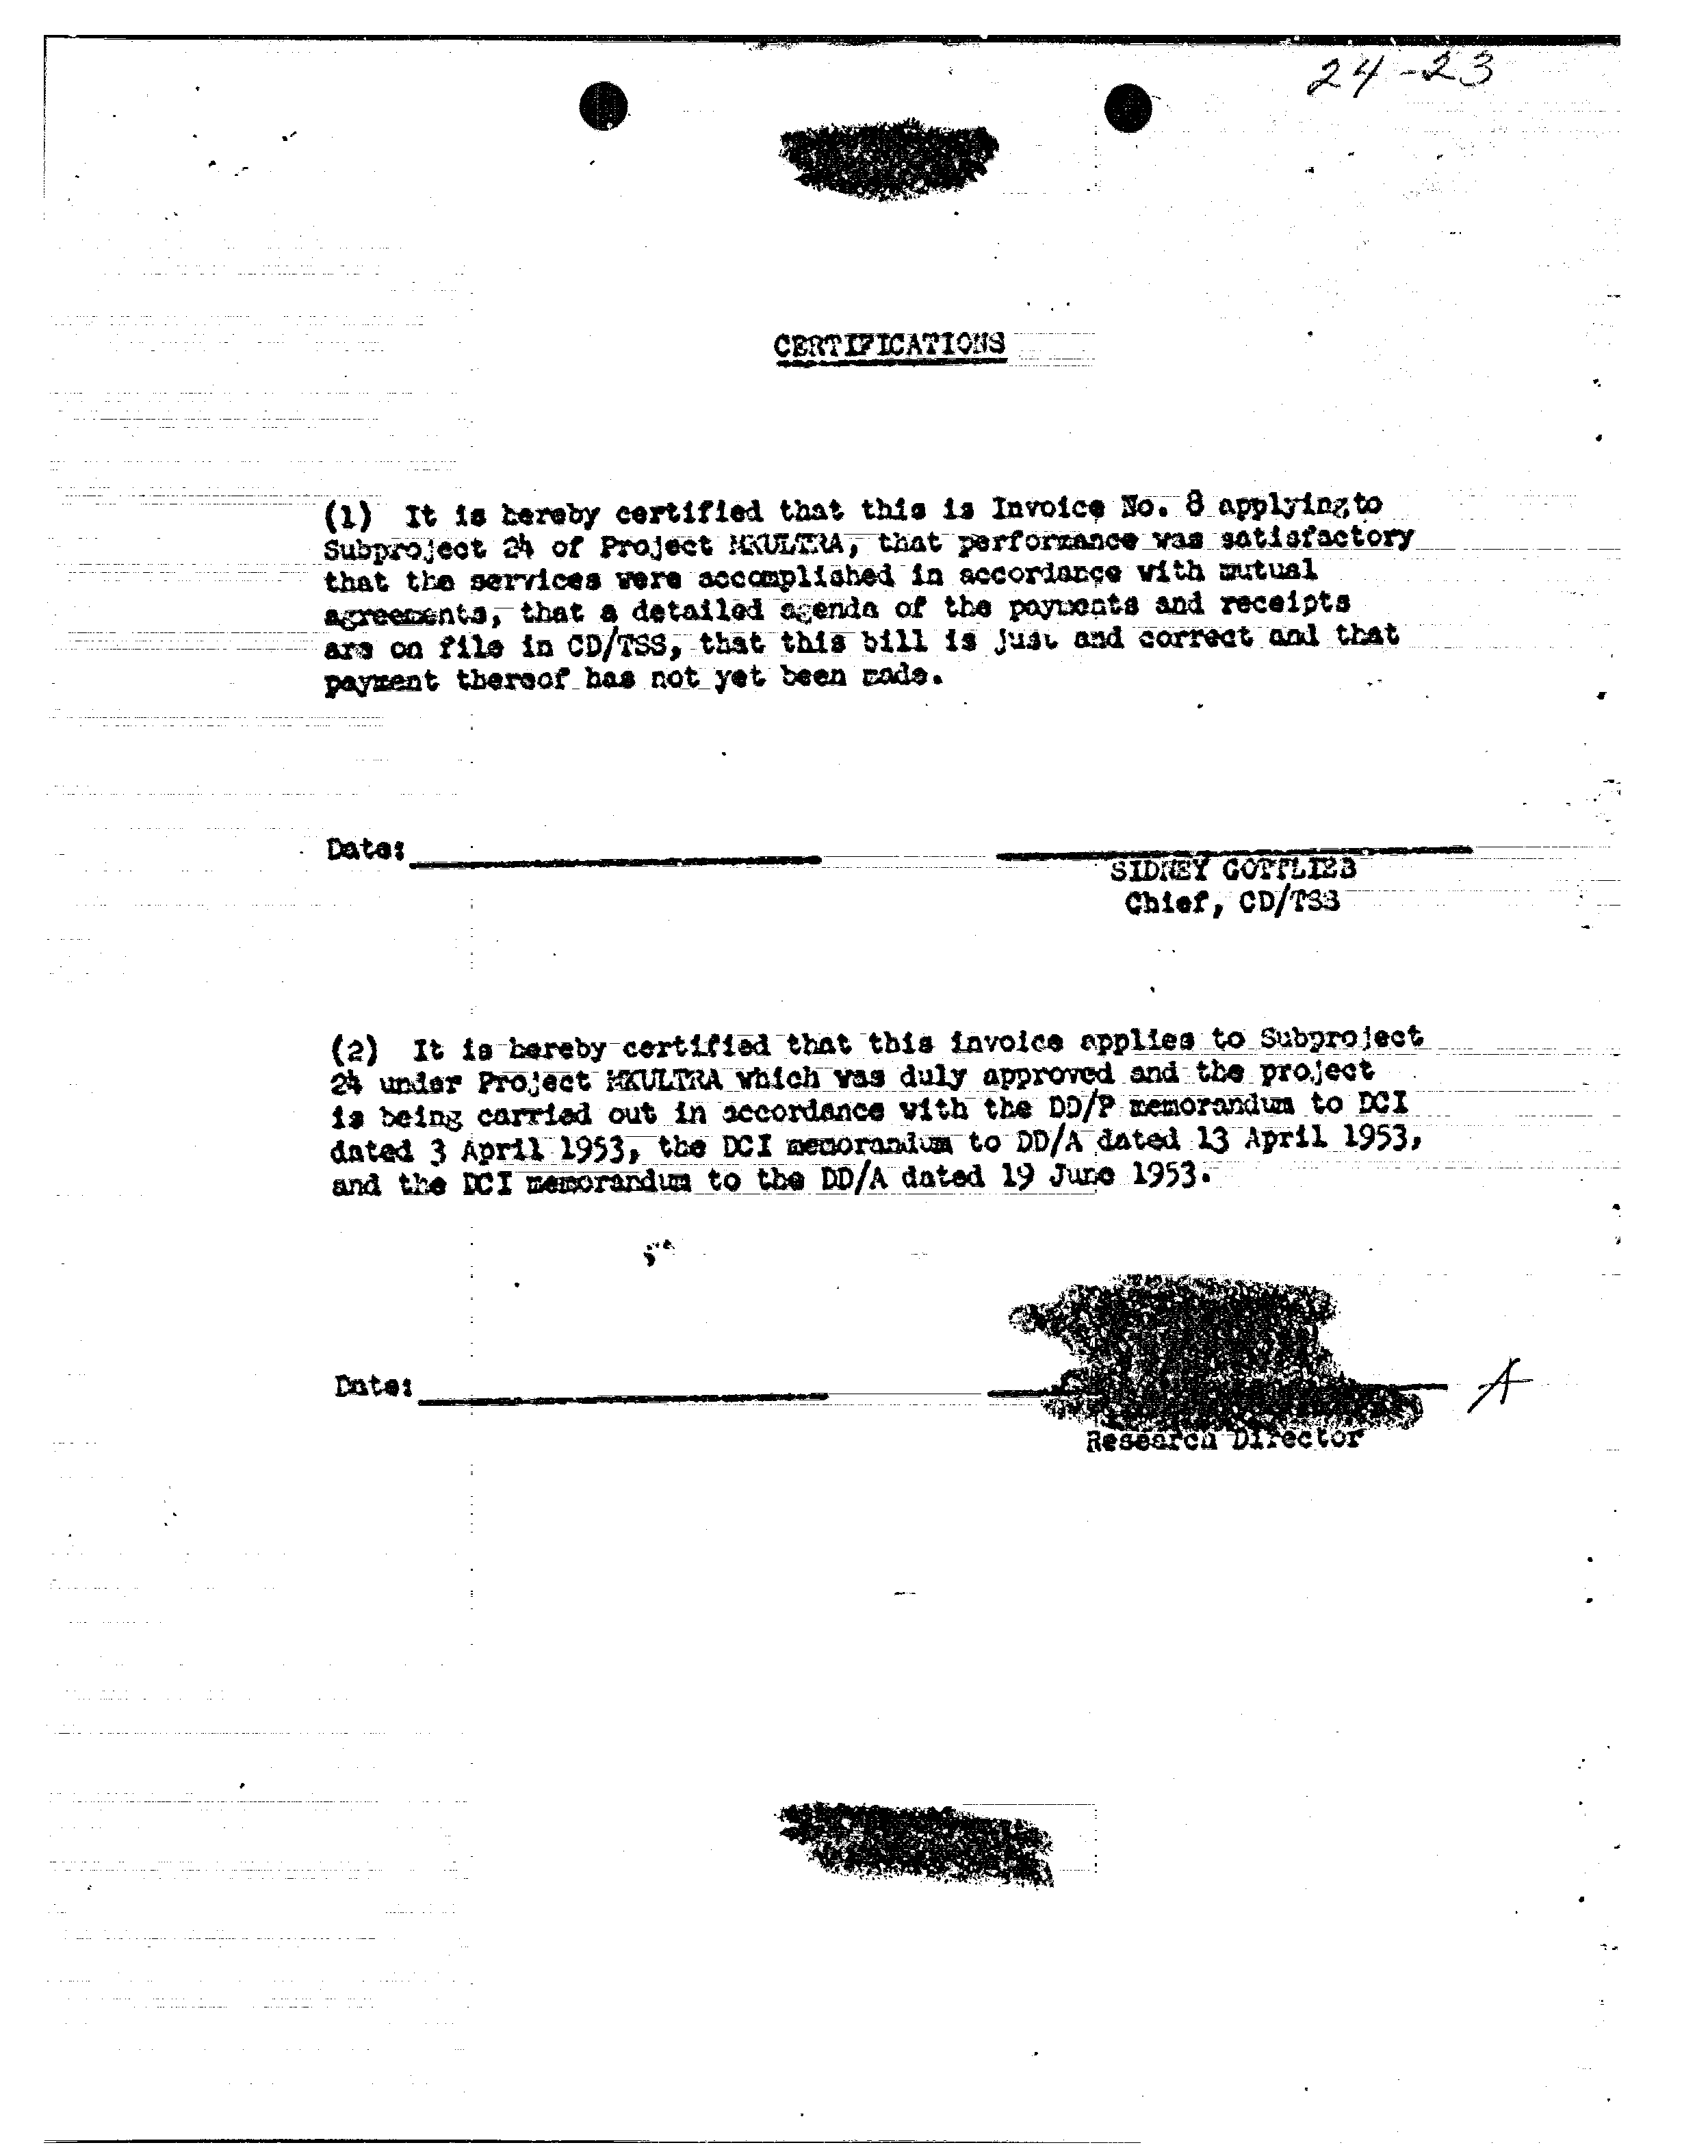 24-23
CERTIFICATIONS
(1) It is hereby certified that this is Invoice No. 8 applying to
Subproject 24 of Project MKULTRA, that performance was satisfactory
that the services were accomplished in accordance with mutual
agreements, that a detailed agenda of the payments and receipts
are on file in CD/TSS, that this bill is just and correct and that
payment thereof has not yet been made.
Date:
SIDNEY GOTTLIEB
Chief, CD/TSS
(2) It is hereby certified that this invoice applies to Subproject
24 under Project MKULTRA which was duly approved and the project
is being carried out in accordance with the DD/P memorandum to DCI
dated 3 April 1953, the DCI memorandum to DD/A dated 13 April 1953,
and the DCI memorandum to the DD/A dated 19 June 1953.
Date:
A
Research Director